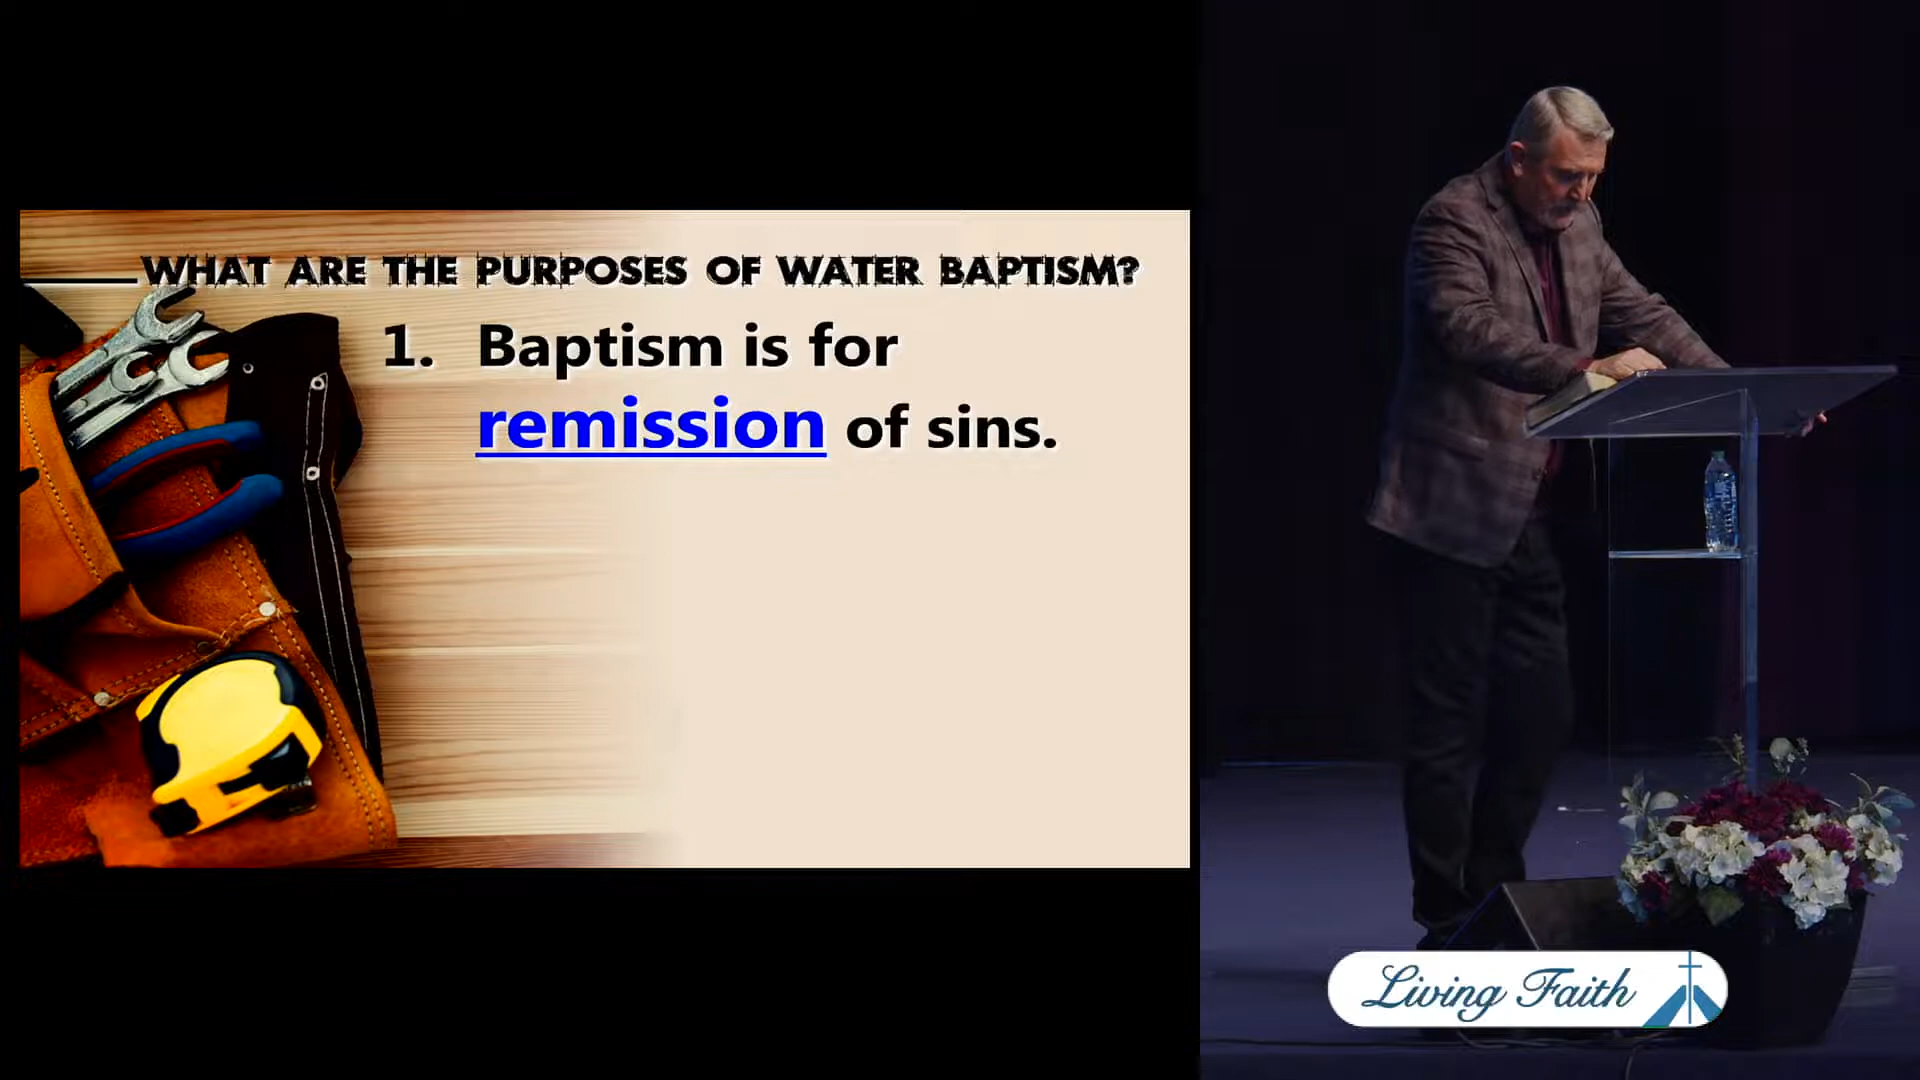 WHAT ARE THE PURPOSES OF WATER BAPTISM?
1. Baptism is for
remission of sins.
Living Faith